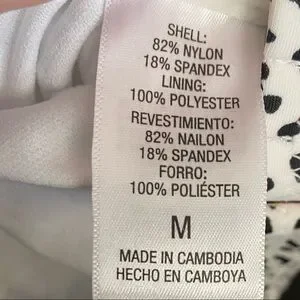 SHELL:
82% NYLON
18% SPANDEX
LINING:
100% POLYESTER
REVESTIMIENTO:
82% NAILON
18% SPANDEX
FORRO:
100% POLIÉSTER
M
MADE IN CAMBODIA
HECHO EN CAMBOYA